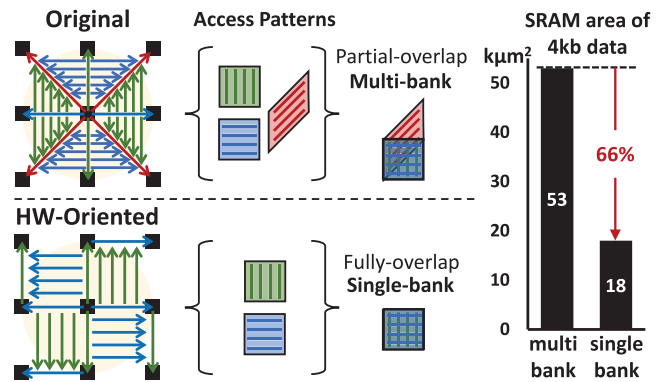 Original
Access Patterns
Partial-overlap
Multi-bank
HW-Oriented
Fully-overlap
Single-bank
SRAM area of
4kb data
kμm²
50
40
30
20
10
0
66%
53
18
multi
bank
single
bank